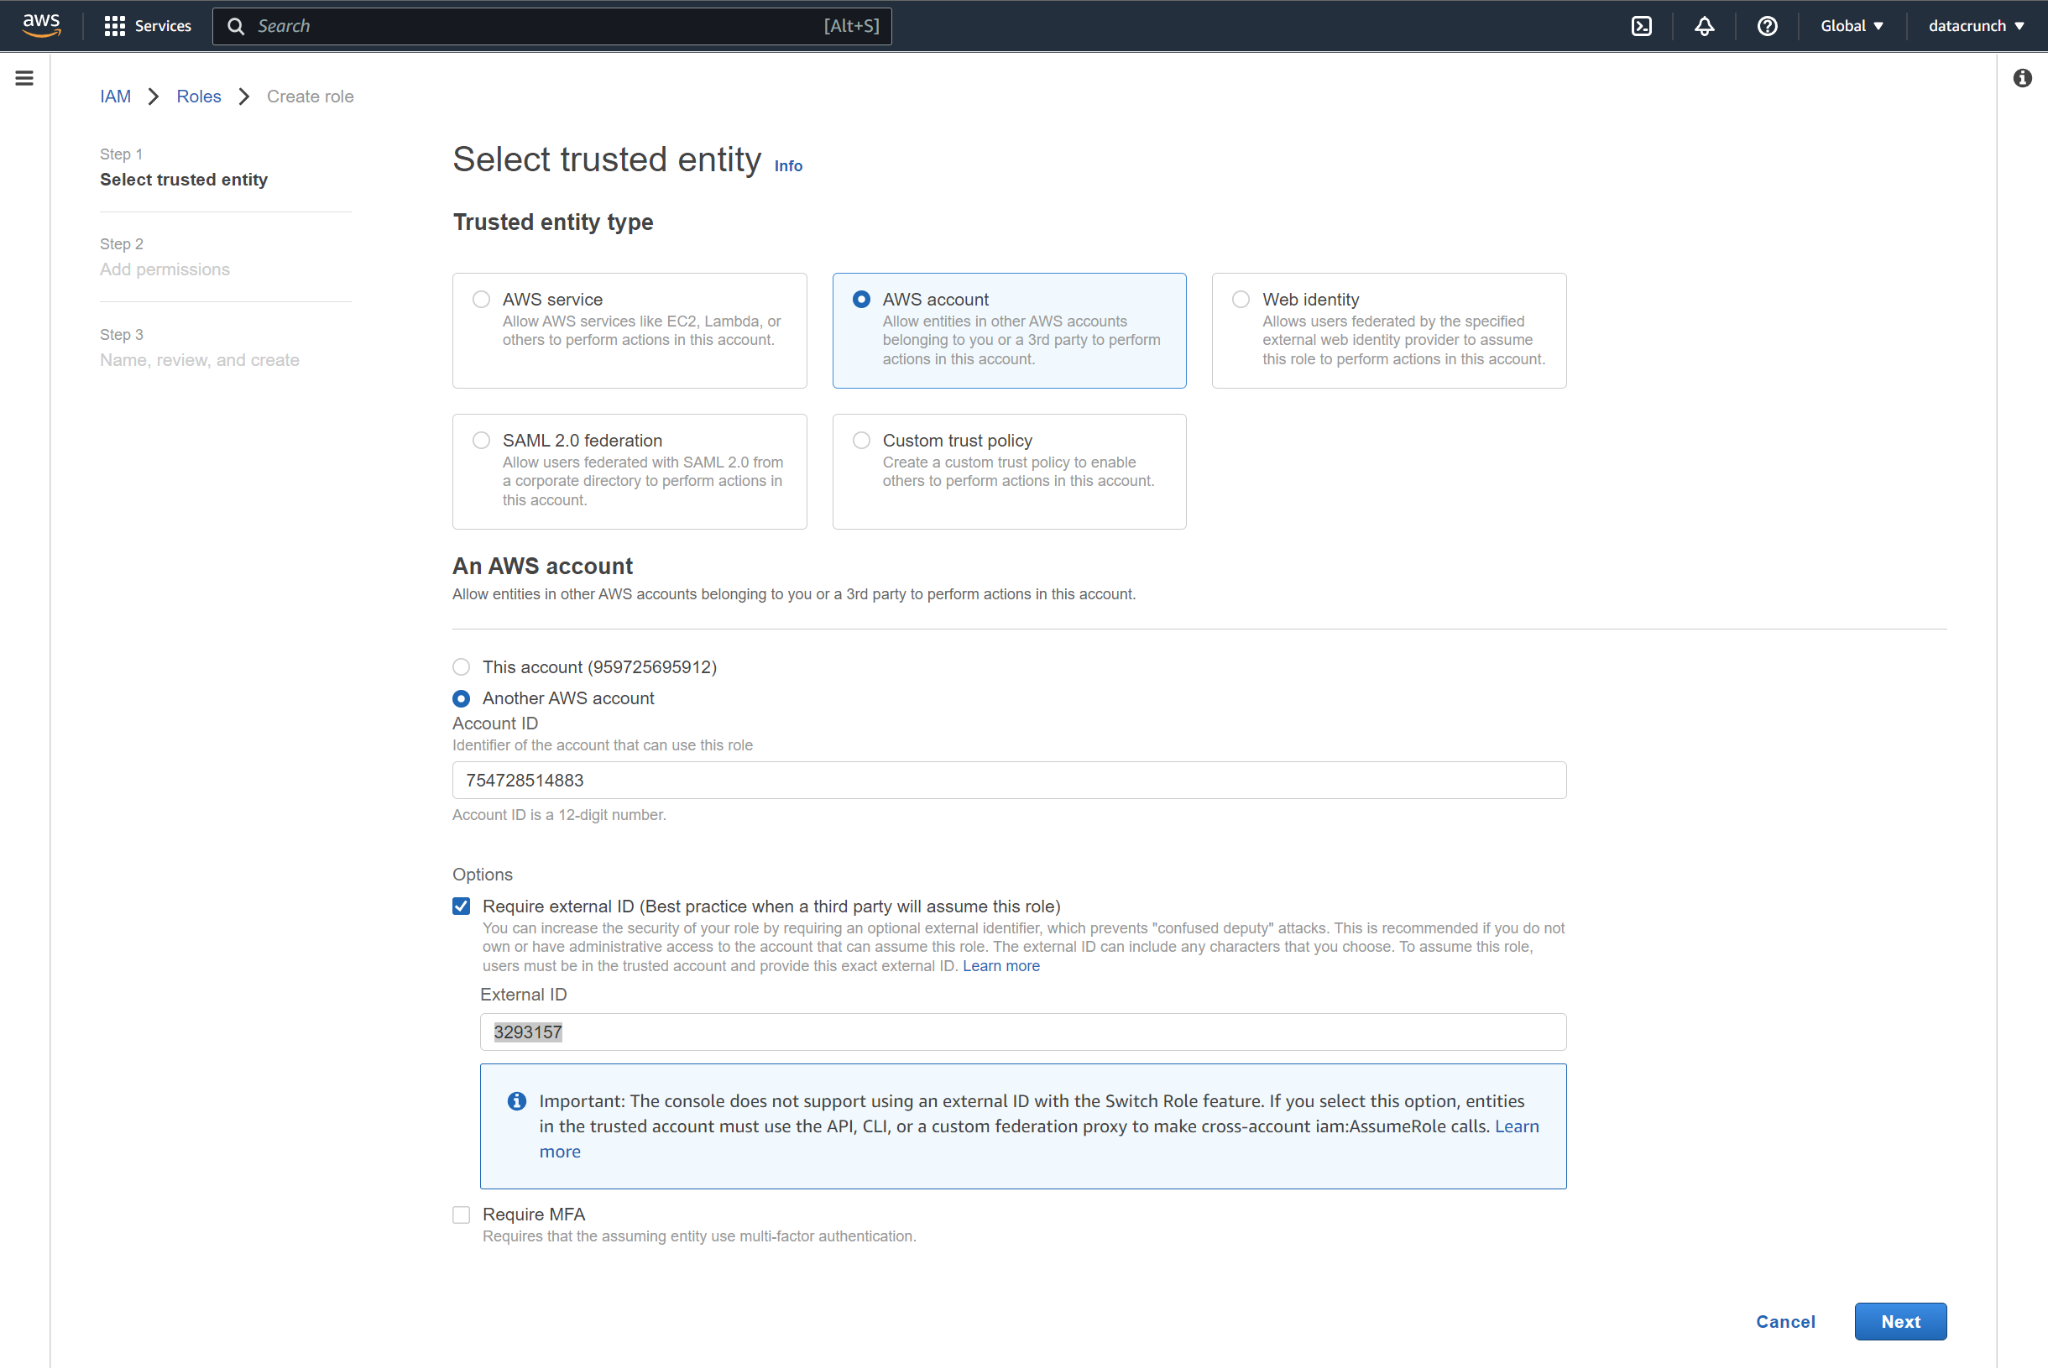 aws
Services
Search
[Alt+S]
Global
datacrunch
IAM
Roles
Create role
Step 1
Select trusted entity
Step 2
Add permissions
Step 3
Name, review, and create
Select trusted entity Info
Trusted entity type
AWS service
Allow AWS services like EC2, Lambda, or
others to perform actions in this account.
AWS account
Allow entities in other AWS accounts
belonging to you or a 3rd party to perform
actions in this account.
Web identity
Allows users federated by the specified
external web identity provider to assume
this role to perform actions in this account.
SAML 2.0 federation
Allow users federated with SAML 2.0 from
a corporate directory to perform actions in
this account.
Custom trust policy
Create a custom trust policy to enable
others to perform actions in this account.
An AWS account
Allow entities in other AWS accounts belonging to you or a 3rd party to perform actions in this account.
This account (959725695912)
Another AWS account
Account ID
Identifier of the account that can use this role
754728514883
Account ID is a 12-digit number.
Options
Require external ID (Best practice when a third party will assume this role)
You can increase the security of your role by requiring an optional external identifier, which prevents "confused deputy" attacks. This is recommended if you do not
own or have administrative access to the account that can assume this role. The external ID can include any characters that you choose. To assume this role,
users must be in the trusted account and provide this exact external ID. Learn more
External ID
3293157
Important: The console does not support using an external ID with the Switch Role feature. If you select this option, entities
in the trusted account must use the API, CLI, or a custom federation proxy to make cross-account iam:AssumeRole calls. Learn
more
Require MFA
Requires that the assuming entity use multi-factor authentication.
Cancel
Next